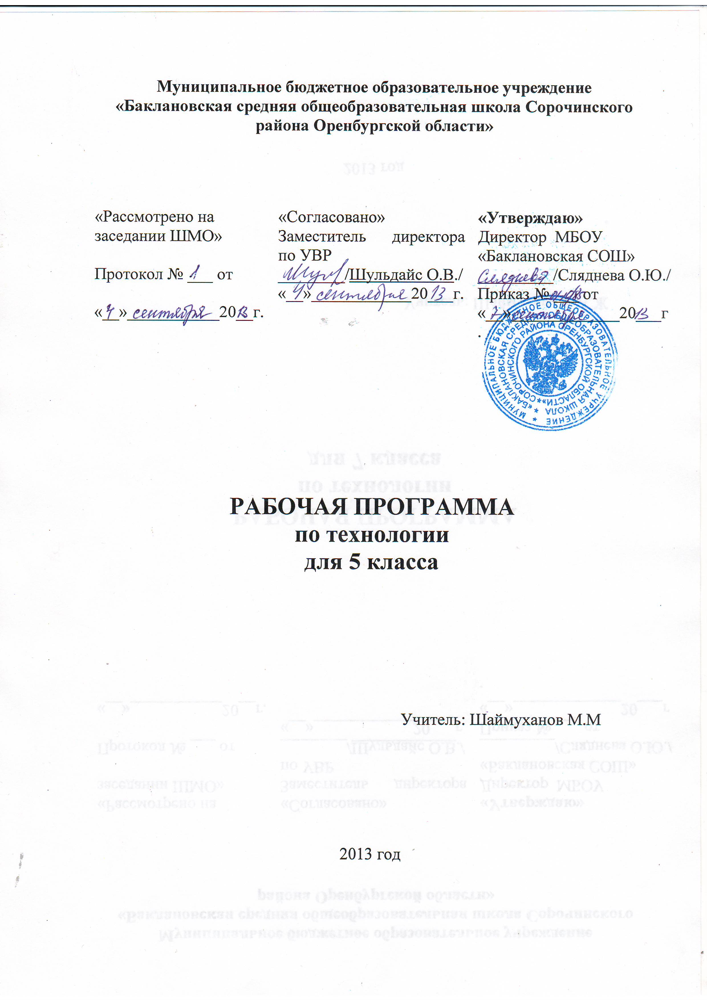 Муниципальное бюджетное образовательное учреждение
«Баклановская средняя общеобразовательная школа Сорочинского
района Оренбургской области»
«Рассмотрено на
заседании ШМО»
Протокол № 1 от
«4» сентября 2013 г.
«Согласовано»
Заместитель директора
по УВР
/Шульдайс О.В./
«4» сентября 2013 г.
«Утверждаю»
Директор МБОУ
«Баклановская СОШ»
Сляднева /Сляднева О.Ю./
Приказ № от
«7» сентября 2013 г
.
МУНИЦИПАЛЬНОЕ БЮДЖЕТНОЕ ОБЩЕОБРАЗОВАТЕЛЬНОЕ УЧРЕЖДЕНИЕ *
«БАКЛАНОВСКАЯ СРЕДНЯЯ ОБЩЕОБРАЗОВАТЕЛЬНАЯ ШКОЛА *
СОРОЧИНСКОГО РАЙОНА ОРЕНБУРГСКОЙ ОБЛАСТИ» *
РАБОЧАЯ ПРОГРАММА
по технологии
для 5 класса
Учитель: Шаймуханов М.М
2013 год